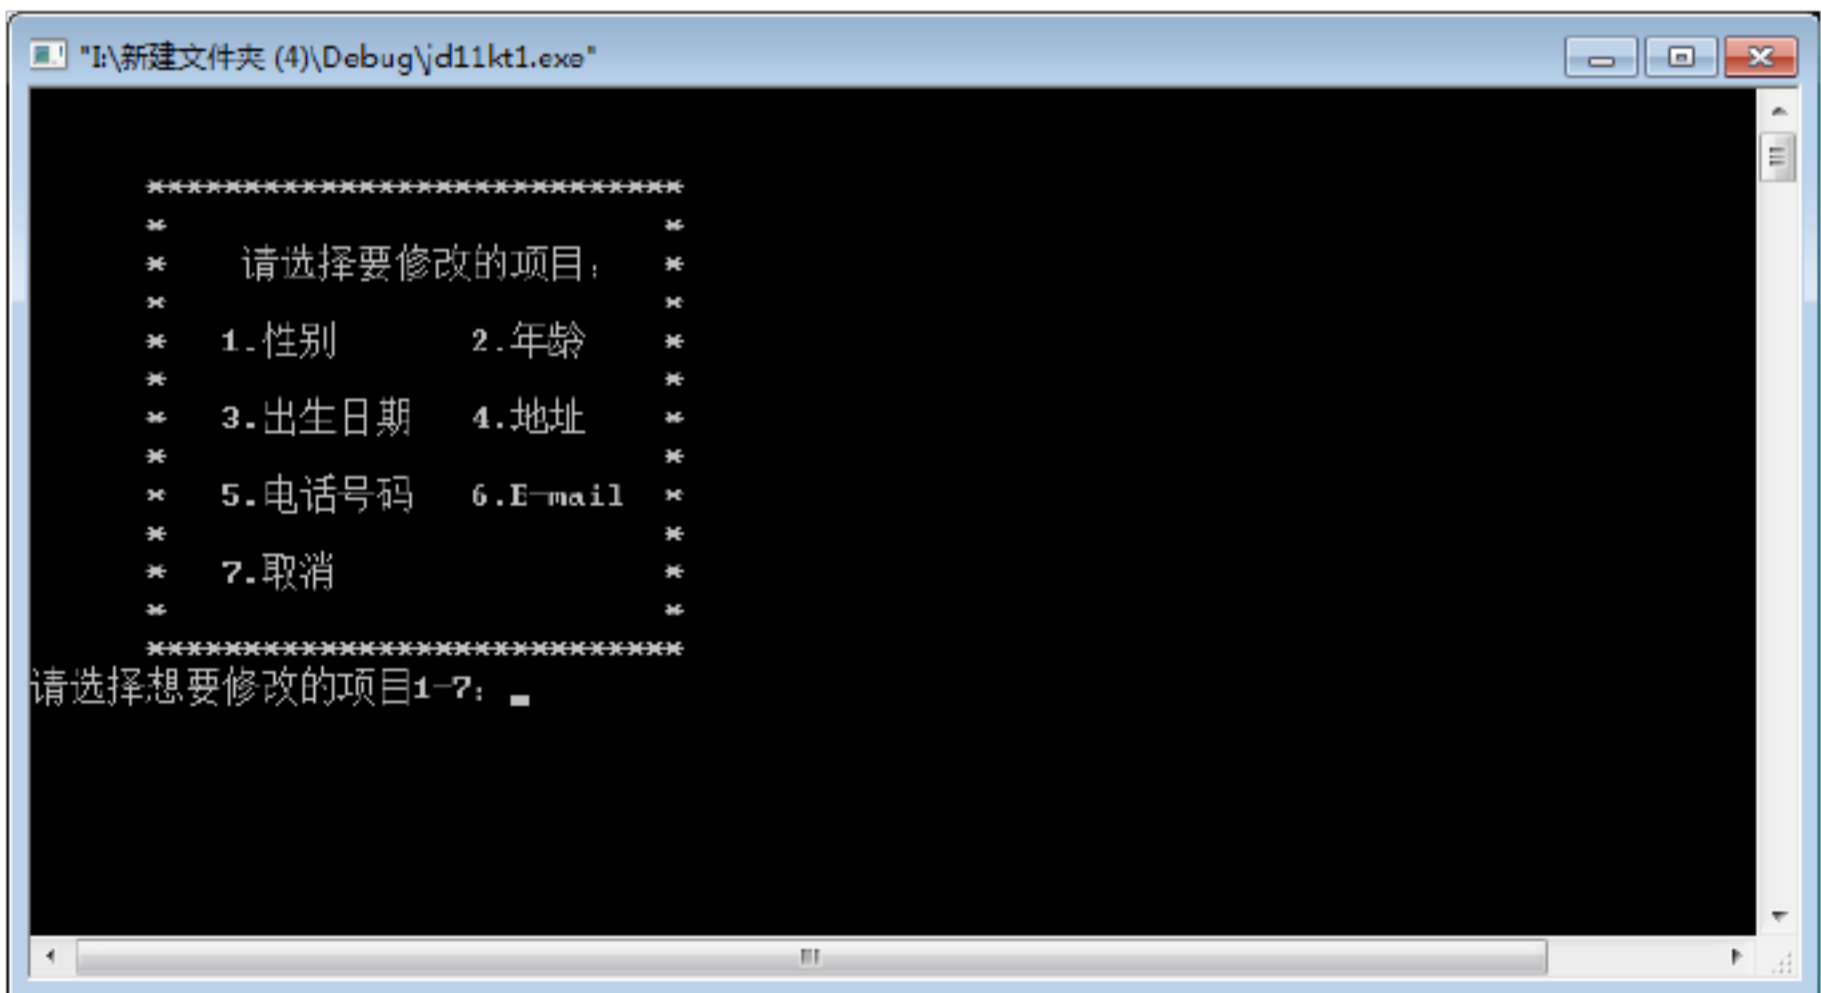 "I:\新建文件夹 (4)\Debug\jd11kt1.exe"
****************************
* *
* 请选择要修改的项目: *
* *
* 1.性别 2.年龄 *
* *
* 3.出生日期 4.地址 *
* *
* 5.电话号码 6.E-mail *
* *
* 7.取消 *
* *
****************************
请选择想要修改的项目1-7: